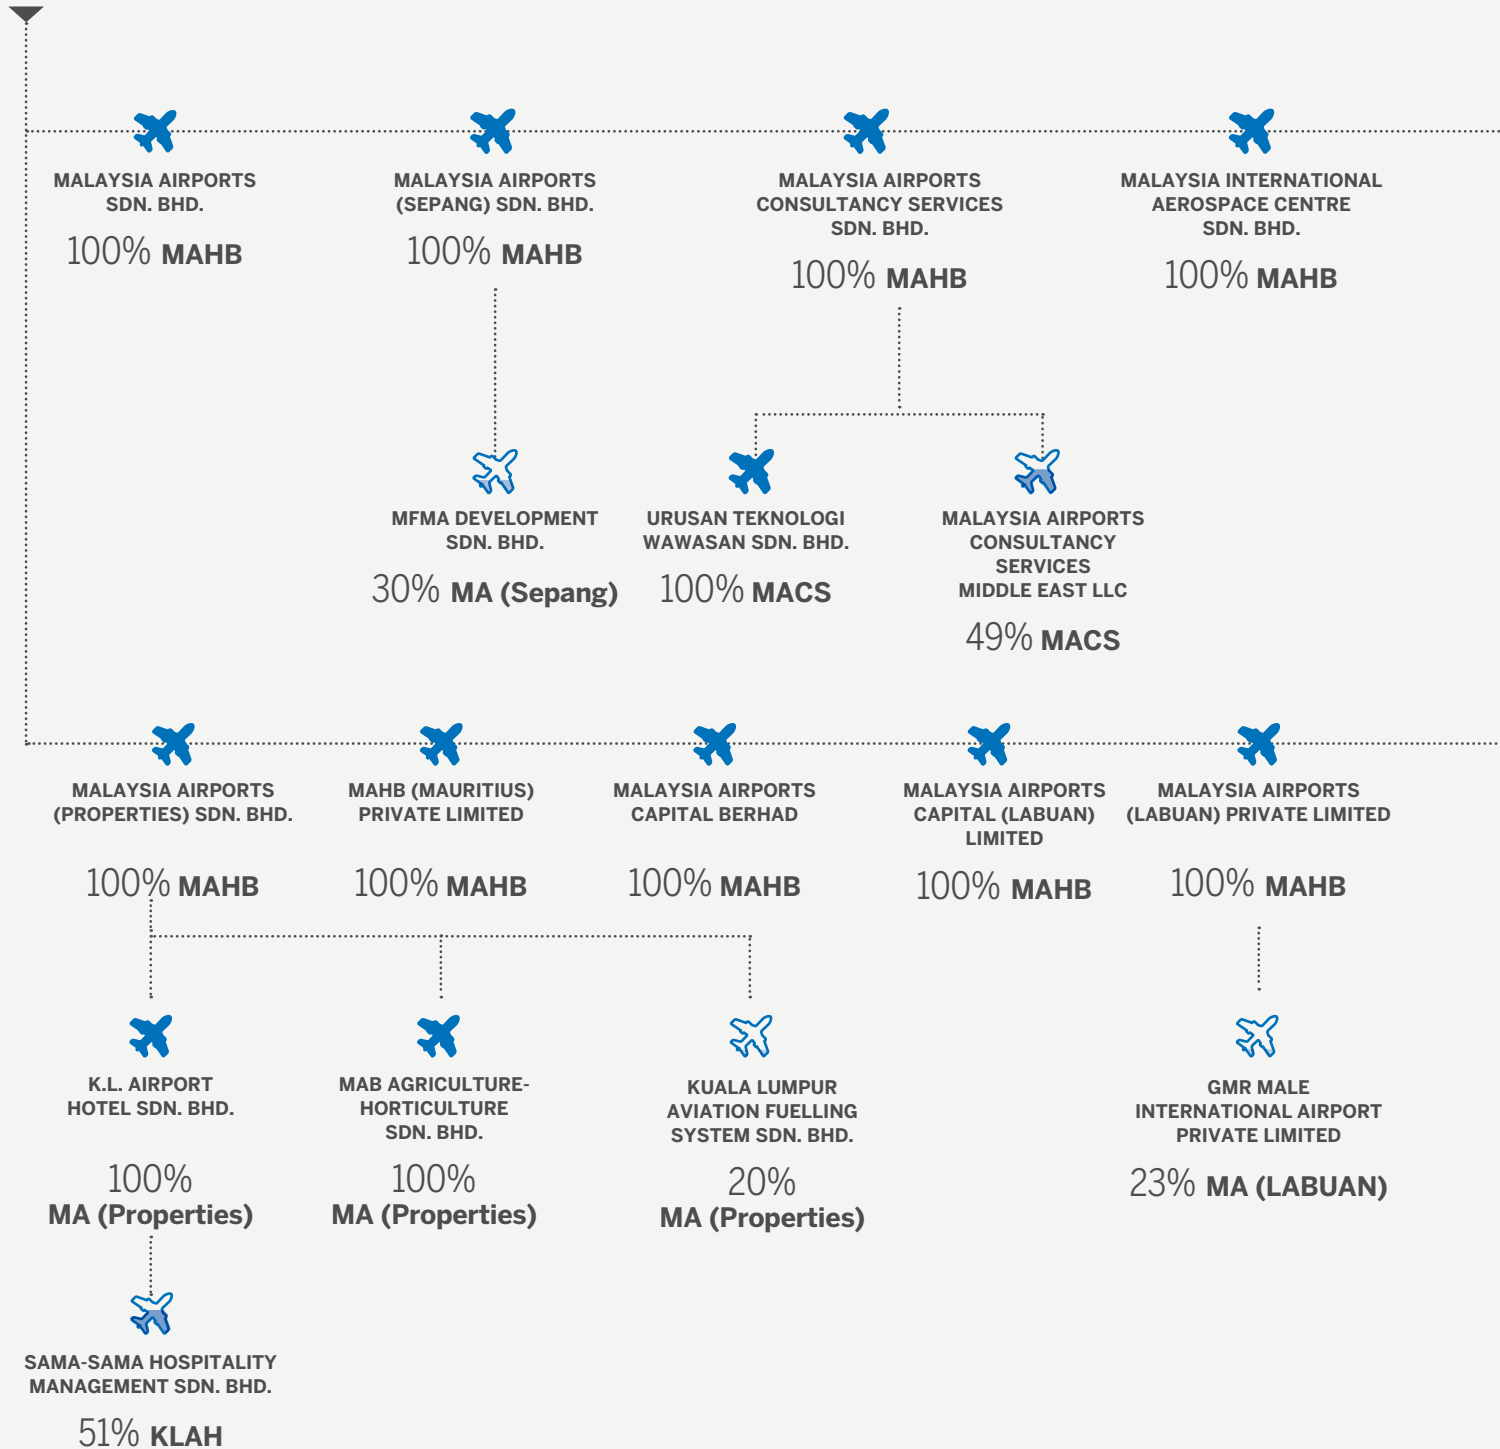 MALAYSIA AIRPORTS
SDN. BHD.
100% MAHB
MALAYSIA AIRPORTS
(SEPANG) SDN. BHD.
100% MAHB
MALAYSIA AIRPORTS
CONSULTANCY SERVICES
SDN. BHD.
100% MAHB
MALAYSIA INTERNATIONAL
AEROSPACE CENTRE
SDN. BHD.
100% MAHB
MFMA DEVELOPMENT
SDN. BHD.
30% MA (Sepang)
URUSAN TEKNOLOGI
WAWASAN SDN. BHD.
100% MACS
MALAYSIA AIRPORTS
CONSULTANCY
SERVICES
MIDDLE EAST LLC
49% MACS
MALAYSIA AIRPORTS
(PROPERTIES) SDN. BHD.
100% MAHB
MAHB (MAURITIUS)
PRIVATE LIMITED
100% MAHB
MALAYSIA AIRPORTS
CAPITAL BERHAD
100% MAHB
MALAYSIA AIRPORTS
CAPITAL (LABUAN)
LIMITED
100% MAHB
MALAYSIA AIRPORTS
(LABUAN) PRIVATE LIMITED
100% MAHB
K.L. AIRPORT
HOTEL SDN. BHD.
100%
MA (Properties)
MAB AGRICULTURE-
HORTICULTURE
SDN. BHD.
100%
MA (Properties)
KUALA LUMPUR
AVIATION FUELLING
SYSTEM SDN. BHD.
20%
MA (Properties)
GMR MALE
INTERNATIONAL AIRPORT
PRIVATE LIMITED
23% MA (LABUAN)
SAMA-SAMA HOSPITALITY
MANAGEMENT SDN. BHD.
51% KLAH